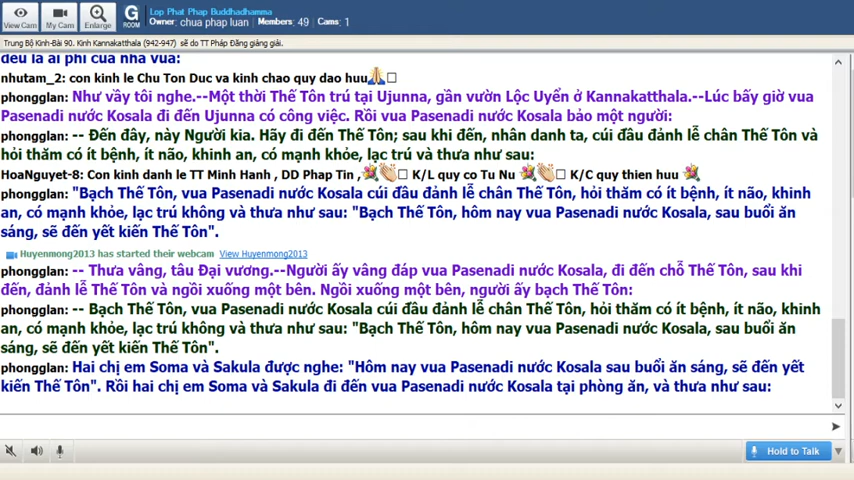 Lop Phat Phap Buddhadhamma
Owner: chua phap luan Members: 49 Cams: 1
View Cam My Cam Enlarge G ROOM
Trung Bộ Kinh-Bài 90. Kinh Kannakatthala (942-947) sẽ do TT Pháp Đăng giảng giải.
đều là ái phi của nhà vua:
nhutam_2: con kinh le Chu Ton Duc va kinh chao quy dao huu
phongglan: Như vầy tôi nghe.--Một thời Thế Tôn trú tại Ujunna, gần vườn Lộc Uyển ở Kannakatthala.--Lúc bấy giờ vua
Pasenadi nước Kosala đi đến Ujunna có công việc. Rồi vua Pasenadi nước Kosala bảo một người:
phongglan: -- Đến đây, này Người kia. Hãy đi đến Thế Tôn; sau khi đến, nhân danh ta, cúi đầu đảnh lễ chân Thế Tôn và
hỏi thăm có ít bệnh, ít não, khinh an, có mạnh khỏe, lạc trú và thưa như sau:
HoaNguyet-8: Con kinh danh le TT Minh Hanh , DD Phap Tin , K/L quy co Tu Nu K/C quy thien huu
phongglan: "Bạch Thế Tôn, vua Pasenadi nước Kosala cúi đầu đảnh lễ chân Thế Tôn, hỏi thăm có ít bệnh, ít não, khinh
an, có mạnh khỏe, lạc trú không và thưa như sau: "Bạch Thế Tôn, hôm nay vua Pasenadi nước Kosala, sau buổi ăn
sáng, sẽ đến yết kiến Thế Tôn".
Huyenmong2013 has started their webcam View Huyenmong2013
phongglan: -- Thưa vâng, tâu Đại vương.--Người ấy vâng đáp vua Pasenadi nước Kosala, đi đến chỗ Thế Tôn, sau khi
đến, đảnh lễ Thế Tôn và ngồi xuống một bên. Ngồi xuống một bên, người ấy bạch Thế Tôn:
phongglan: -- Bạch Thế Tôn, vua Pasenadi nước Kosala cúi đầu đảnh lễ chân Thế Tôn, hỏi thăm có ít bệnh, ít não, khinh
an, có mạnh khỏe, lạc trú không và thưa như sau: "Bạch Thế Tôn, hôm nay vua Pasenadi nước Kosala, sau buổi ăn
sáng, sẽ đến yết kiến Thế Tôn".
phongglan: Hai chị em Soma và Sakula được nghe: "Hôm nay vua Pasenadi nước Kosala sau buổi ăn sáng, sẽ đến yết
kiến Thế Tôn". Rồi hai chị em Soma và Sakula đi đến vua Pasenadi nước Kosala tại phòng ăn, và thưa như sau:
Hold to Talk